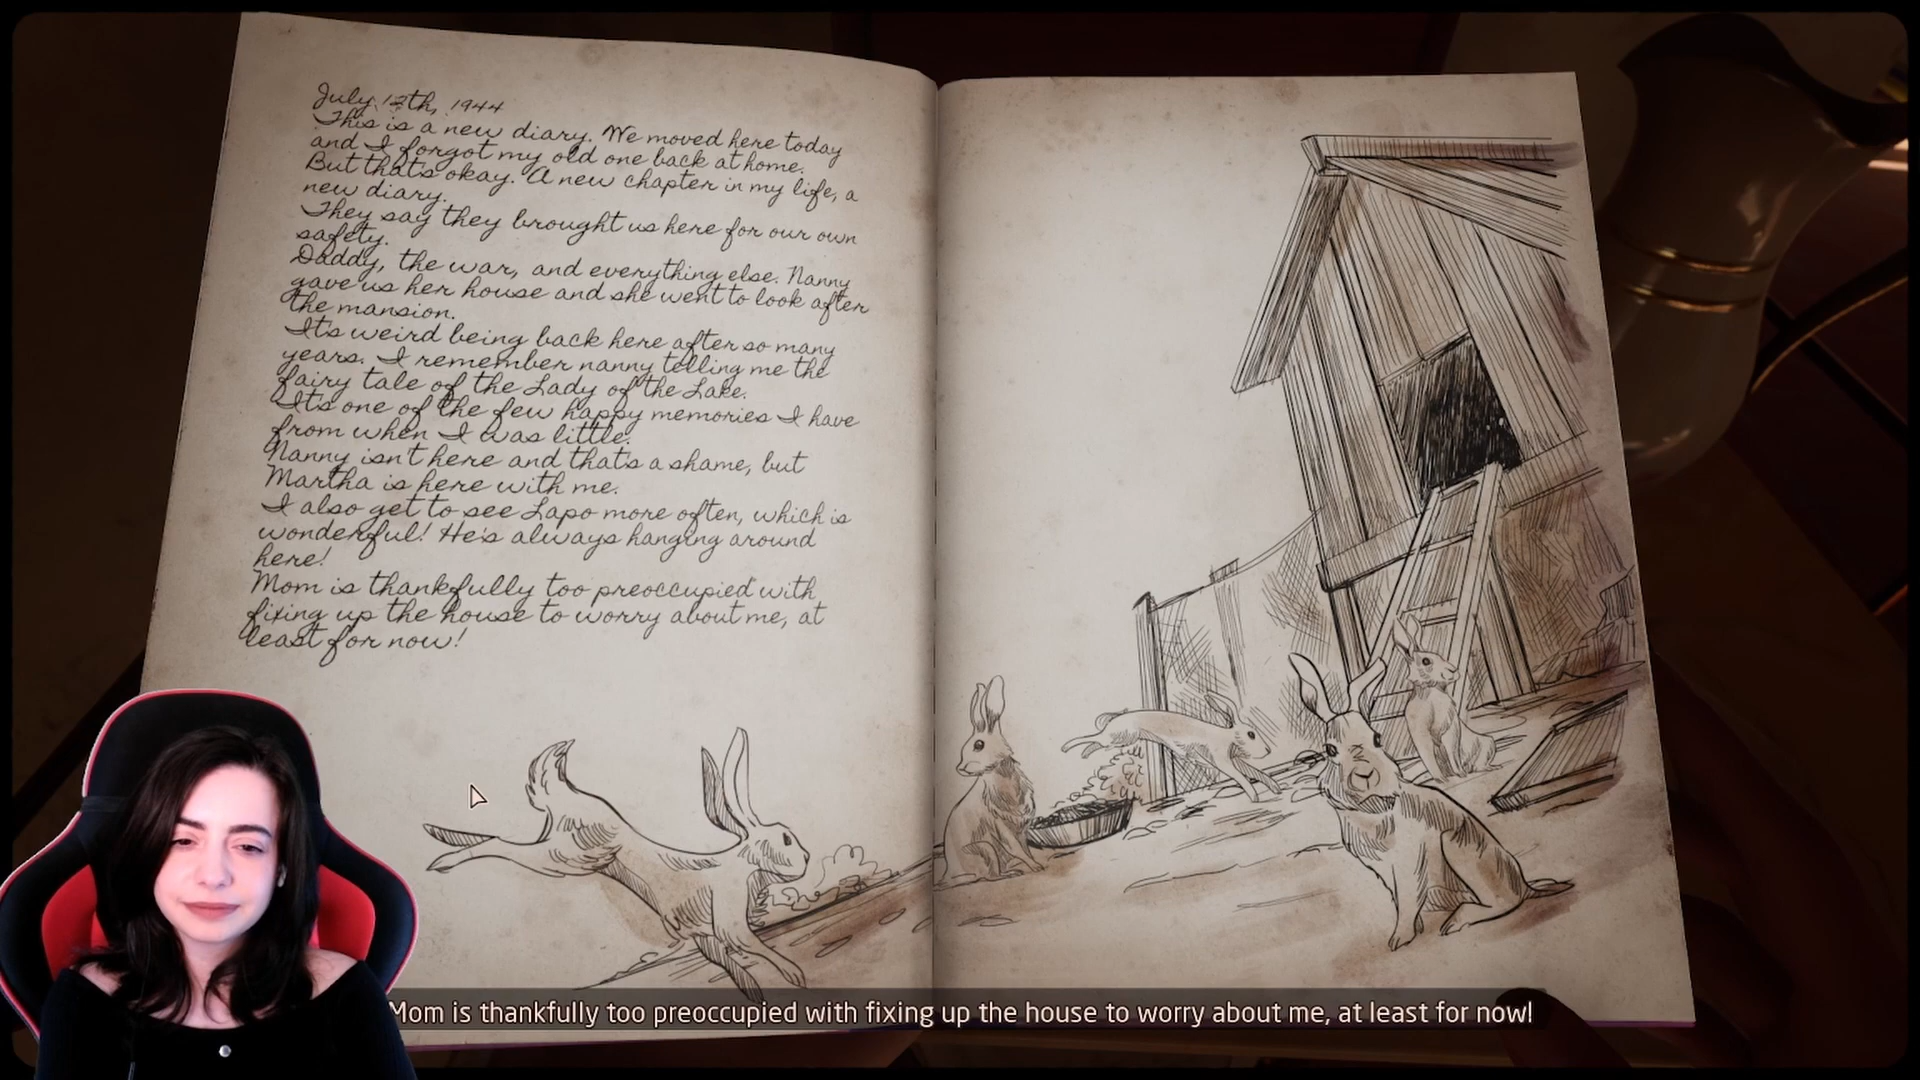 July 12th, 1944
This is a new diary. We moved here today
and I forgot my old one back at home.
But that's okay. A new chapter in my life, a
new diary.
They say they brought us here for our own
safety.
Daddy, the war, and everything else. Nanny
gave us her house and she went to look after
the mansion.
It's weird being back here after so many
years. I remember nanny telling me the
fairy tale of the Lady of the Lake.
It's one of the few happy memories I have
from when I was little.
Nanny isn't here and that's a shame, but
Martha is here with me.
I also get to see Lapo more often, which is
wonderful! He's always hanging around
here!
Mom is thankfully too preoccupied with
fixing up the house to worry about me, at
least for now!
Mom is thankfully too preoccupied with fixing up the house to worry about me, at least for now!